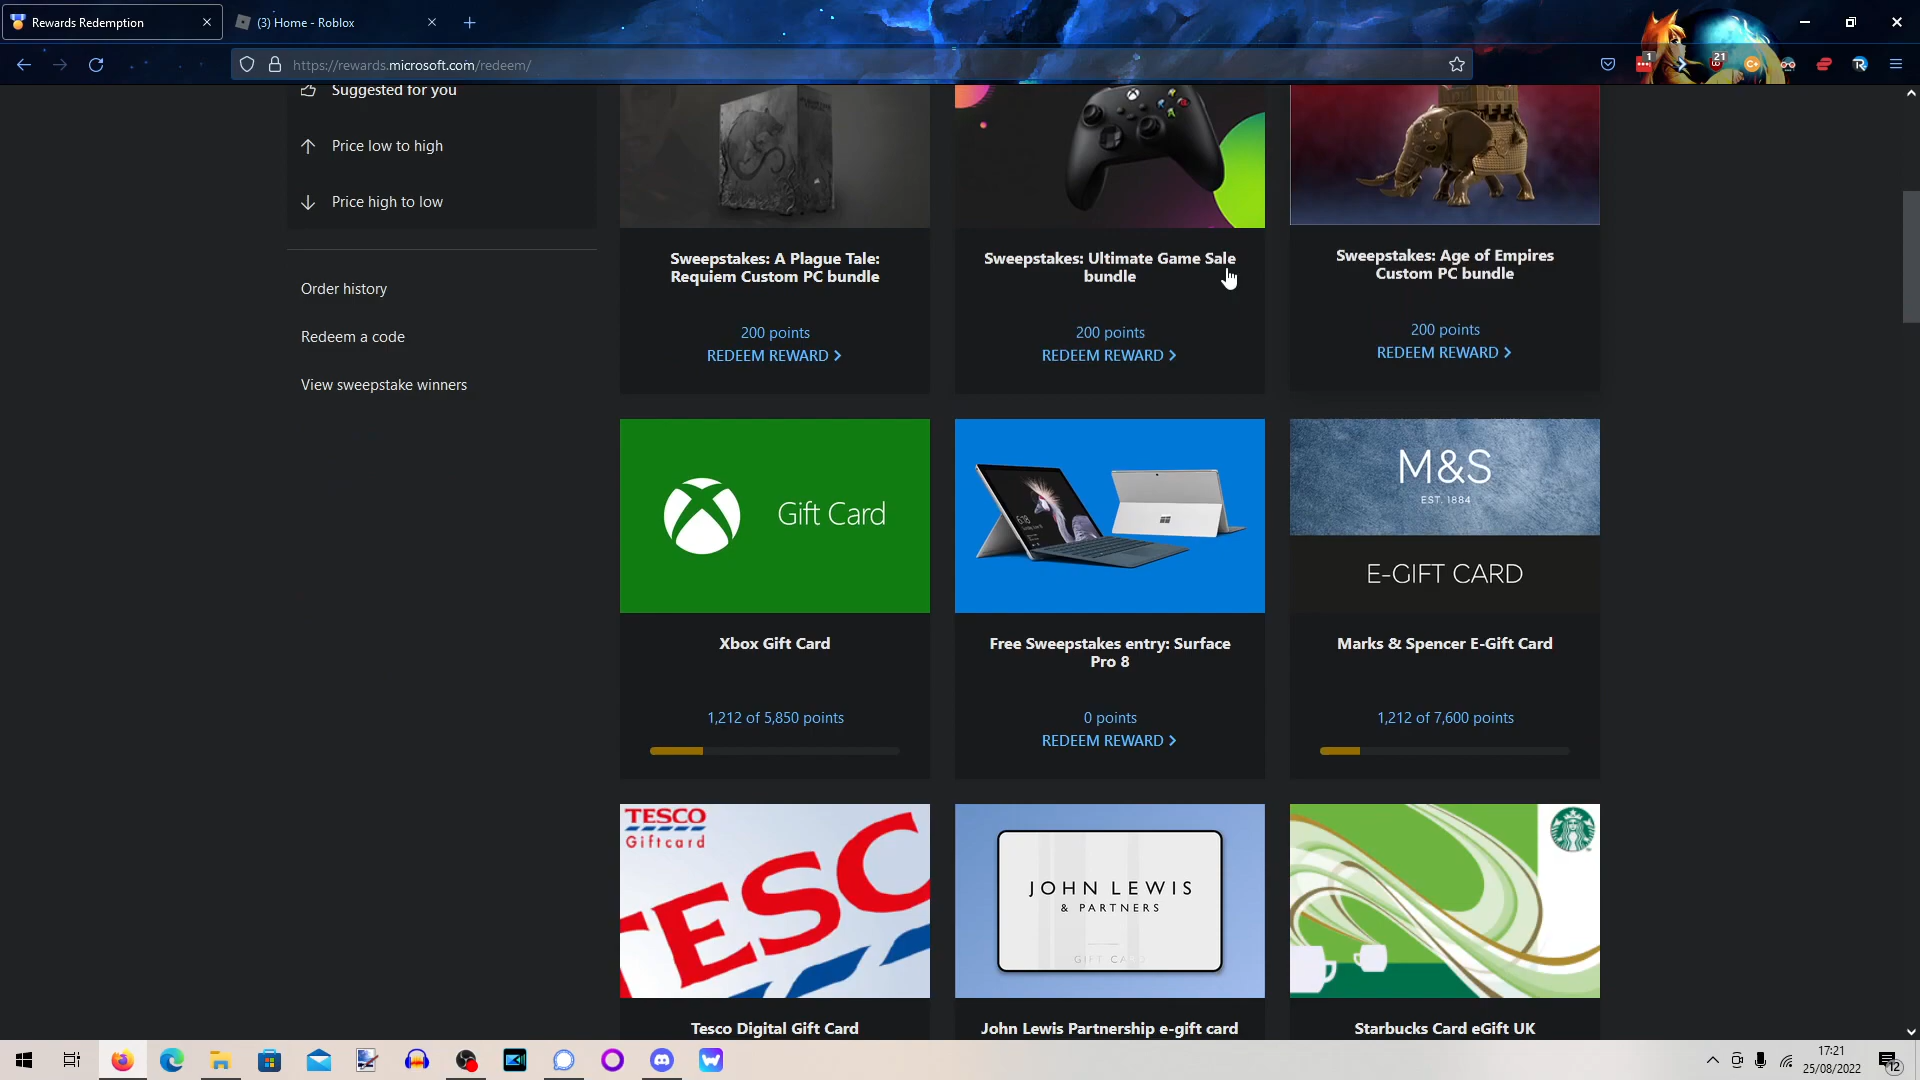 Rewards Redemption
(3) Home - Roblox
https://rewards.microsoft.com/redeem/
1
21
Suggested for you
Price low to high
Price high to low
Order history
Redeem a code
View sweepstake winners
Sweepstakes: A Plague Tale:
Requiem Custom PC bundle
200 points
REDEEM REWARD
Sweepstakes: Ultimate Game Sale
bundle
200 points
REDEEM REWARD
Sweepstakes: Age of Empires
Custom PC bundle
200 points
REDEEM REWARD
Gift Card
Xbox Gift Card
1,212 of 5,850 points
Free Sweepstakes entry: Surface
Pro 8
0 points
REDEEM REWARD
M&S
EST. 1884
E-GIFT CARD
Marks & Spencer E-Gift Card
1,212 of 7,600 points
TESCO
Giftcard
TESC
Tesco Digital Gift Card
JOHN LEWIS
& PARTNERS
GIFT CARD
John Lewis Partnership e-gift card
Starbucks Card eGift UK
17:21
25/08/2022
12